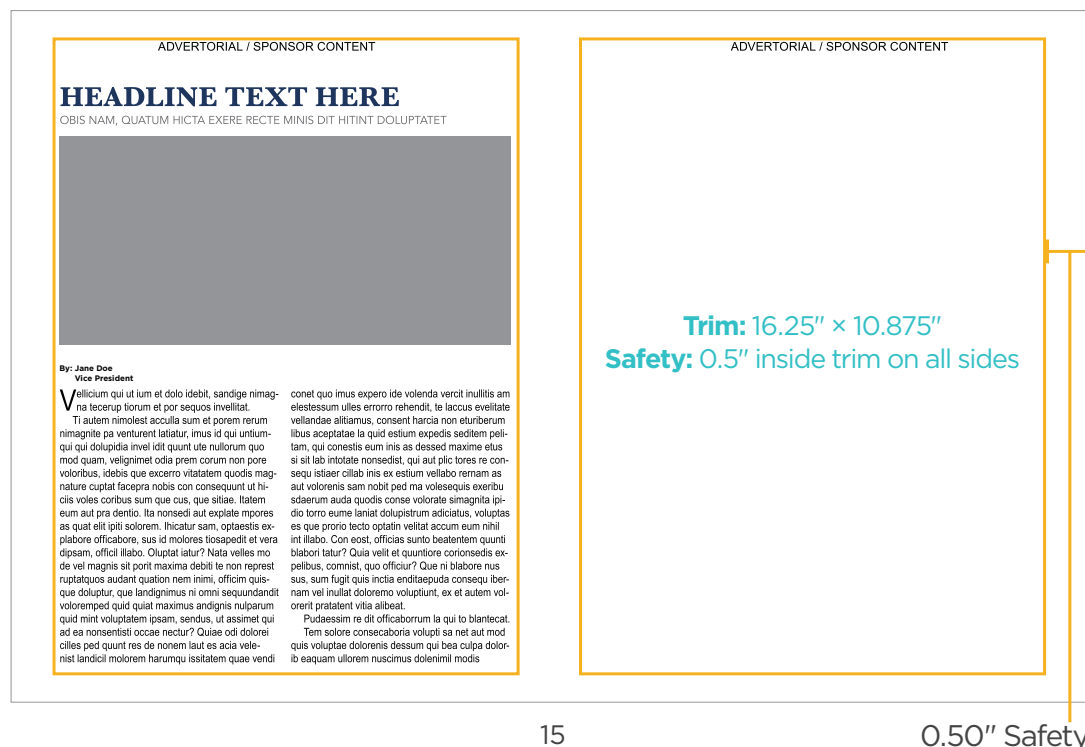 ADVERTORIAL / SPONSOR CONTENT
HEADLINE TEXT HERE
OBIS NAM, QUATUM HICTA EXERE RECTE MINIS DIT HITINT DOLUPTATET
By: Jane Doe
Vice President
Vellicium qui ut ium et dolo idebit, sandige nimag-
na tecerup tiorum et por sequos invellitat.
Ti autem nimolest acculla sum et porem rerum
nimagnite pa venturent latiatur, imus id qui untium-
qui qui dolupidia invel idit quunt ute nullorum quo
mod quam, velignimet odia prem corum non pore
voloribus, idebis que excerro vitatatem quodis mag-
nature cuptat facepra nobis con consequunt ut hi-
ciis voles coribus sum que cus, que sitiae. Itatem
eum aut pra dentio. Ita nonsedi aut explate mpores
as quat elit ipiti solorem. Ihicatur sam, optaestis ex-
plabore officabore, sus id molores tiosapedit et vera
dipsam, officil illabo. Oluptat iatur? Nata velles mo
de vel magnis sit porit maxima debiti te non represt
ruptatquos audant quation nem inimi, officim quis-
que doluptur, que landignimus ni omni sequundandit
voloremped quid quiat maximus andignis nulparum
quid mint voluptatem ipsam, sendus, ut assimet qui
ad ea nonsentisti occae nectur? Quiae odi dolorei
cilles ped quunt res de nonem laut es acia vele-
nist landicil molorem harumqu issitatem quae vendi
conet quo imus expero ide volenda vercit inullitis am
elestessum ulles errorro rehendit, te laccus evelitate
vellandae alitiamus, consent harcia non eturiberum
libus aceptatae la quid estium expedis seditem peli-
tam, qui conestis eum inis as dessed maxime etus
si sit lab intotate nonsedist, qui aut plic tores re con-
sequ istiaer cillab inis ex estium vellabo rernam as
aut volorenis sam nobit ped ma volesequis exeribu
sdaerum auda quodis conse volorate simagnita ipi-
dio torro eume laniat dolupistrum adiciatus, voluptas
es que prorio tecto optatin velitat accum eum nihil
int illabo. Con eost, officias sunto beatentem quunti
blabori tatur? Quia velit et quuntiore corionsedis ex-
pelibus, comnist, quo officiur? Que ni blabore nus
sus, sum fugit quis inctia enditaepuda consequ iber-
nam vel inullat doloremo voluptiunt, ex et autem vol-
orerit pratatent vitia alibeat.
Pudaessim re dit officaborrum la qui to blantecat.
Tem solore consecaboria volupti sa net aut mod
quis voluptae dolorenis dessum qui bea culpa dolor-
ib eaquam ullorem nuscimus dolenimil modis
ADVERTORIAL / SPONSOR CONTENT
Trim: 16.25" × 10.875"
Safety: 0.5" inside trim on all sides
15
0.50" Safety